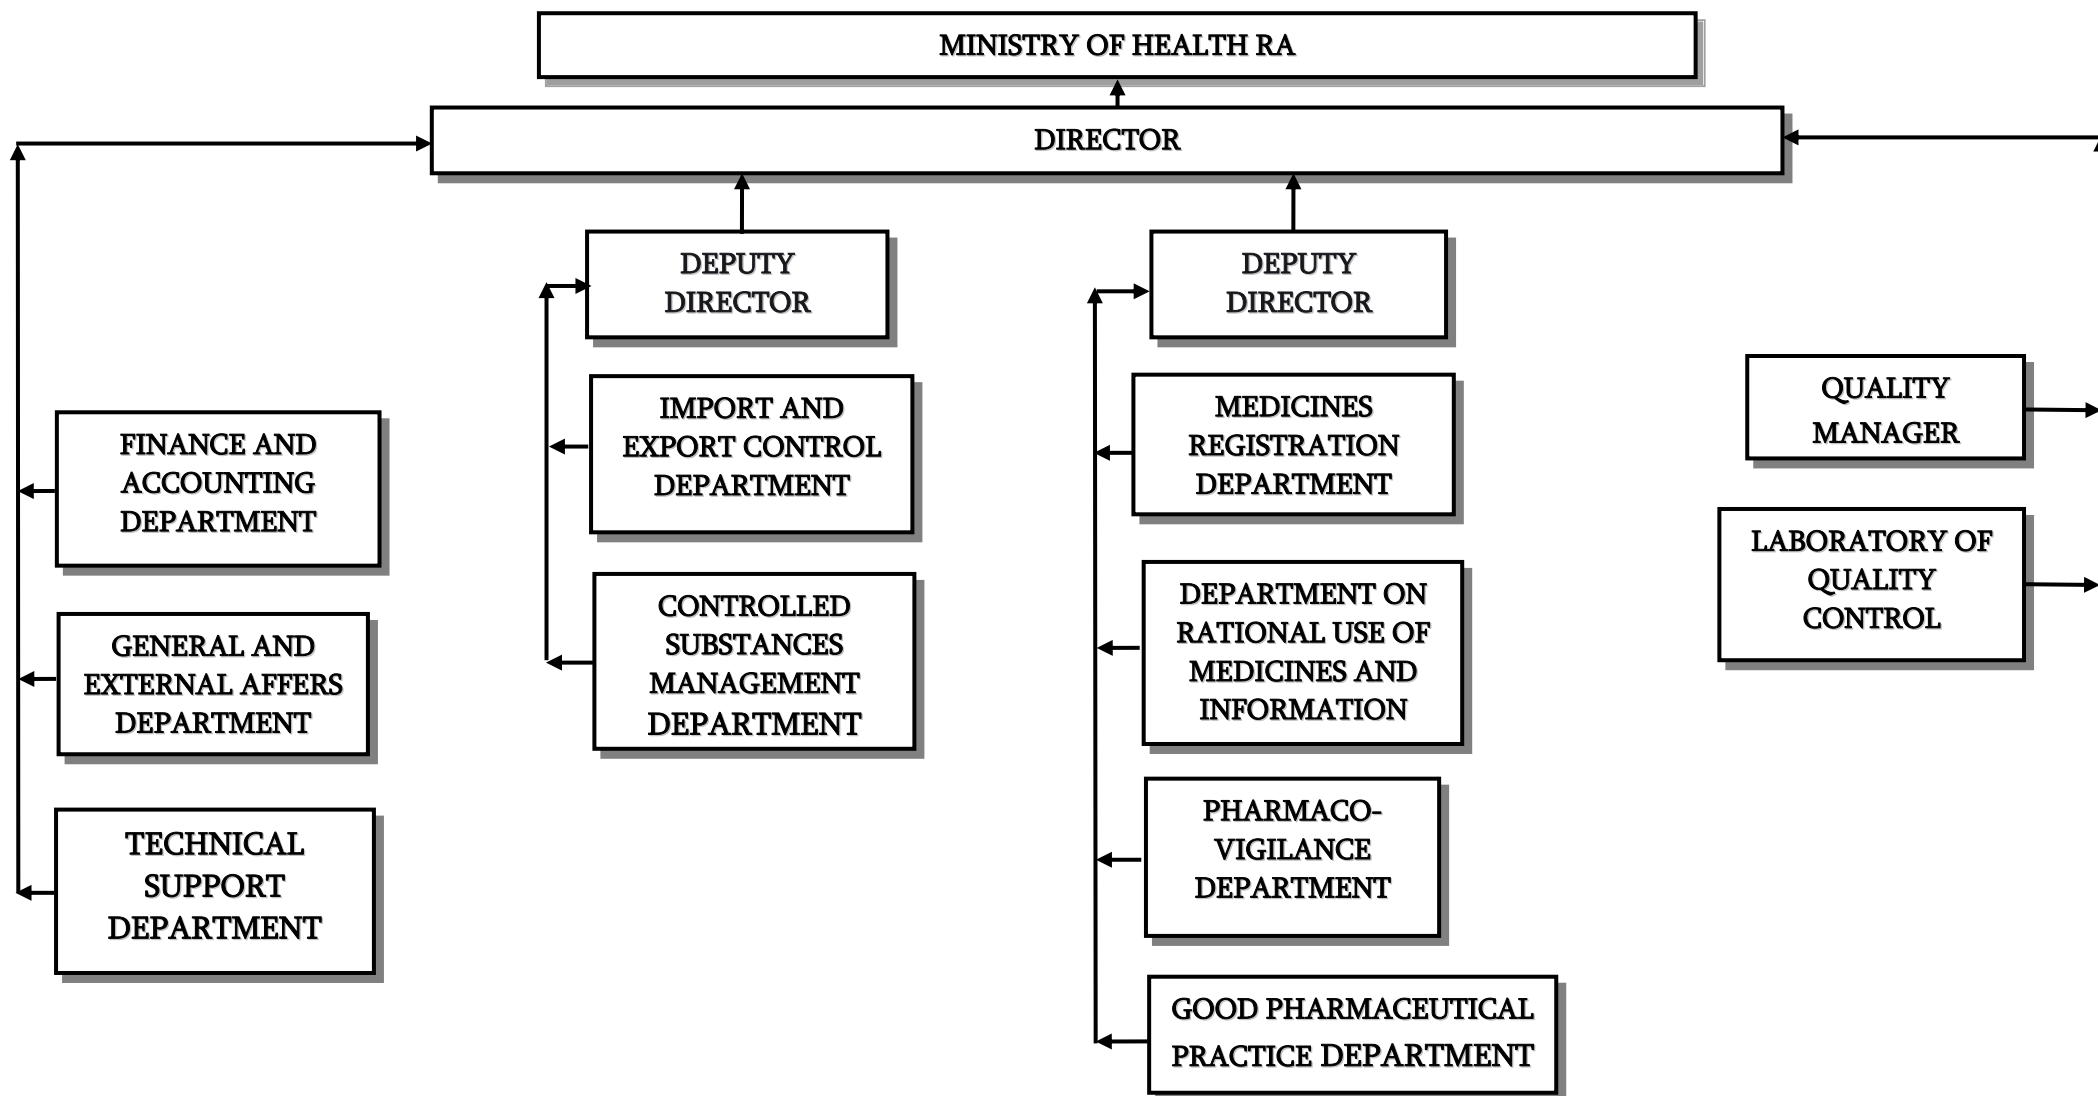 MINISTRY OF HEALTH RA
DIRECTOR
DEPUTY
DIRECTOR
DEPUTY
DIRECTOR
FINANCE AND
ACCOUNTING
DEPARTMENT
GENERAL AND
EXTERNAL AFFERS
DEPARTMENT
TECHNICAL
SUPPORT
DEPARTMENT
IMPORT AND
EXPORT CONTROL
DEPARTMENT
CONTROLLED
SUBSTANCES
MANAGEMENT
DEPARTMENT
MEDICINES
REGISTRATION
DEPARTMENT
DEPARTMENT ON
RATIONAL USE OF
MEDICINES AND
INFORMATION
PHARMACO-
VIGILANCE
DEPARTMENT
GOOD PHARMACEUTICAL
PRACTICE DEPARTMENT
QUALITY
MANAGER
LABORATORY OF
QUALITY
CONTROL